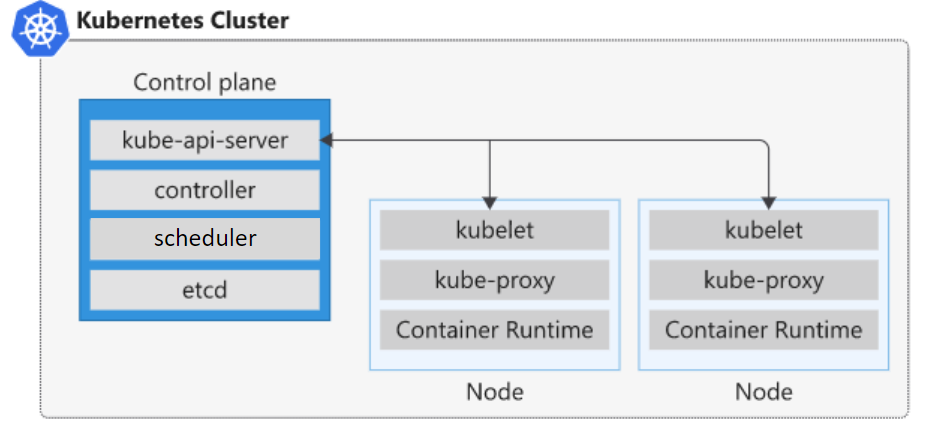 Kubernetes Cluster
Control plane
kube-api-server
controller
scheduler
etcd
kubelet
kube-proxy
Container Runtime
Node
kubelet
kube-proxy
Container Runtime
Node